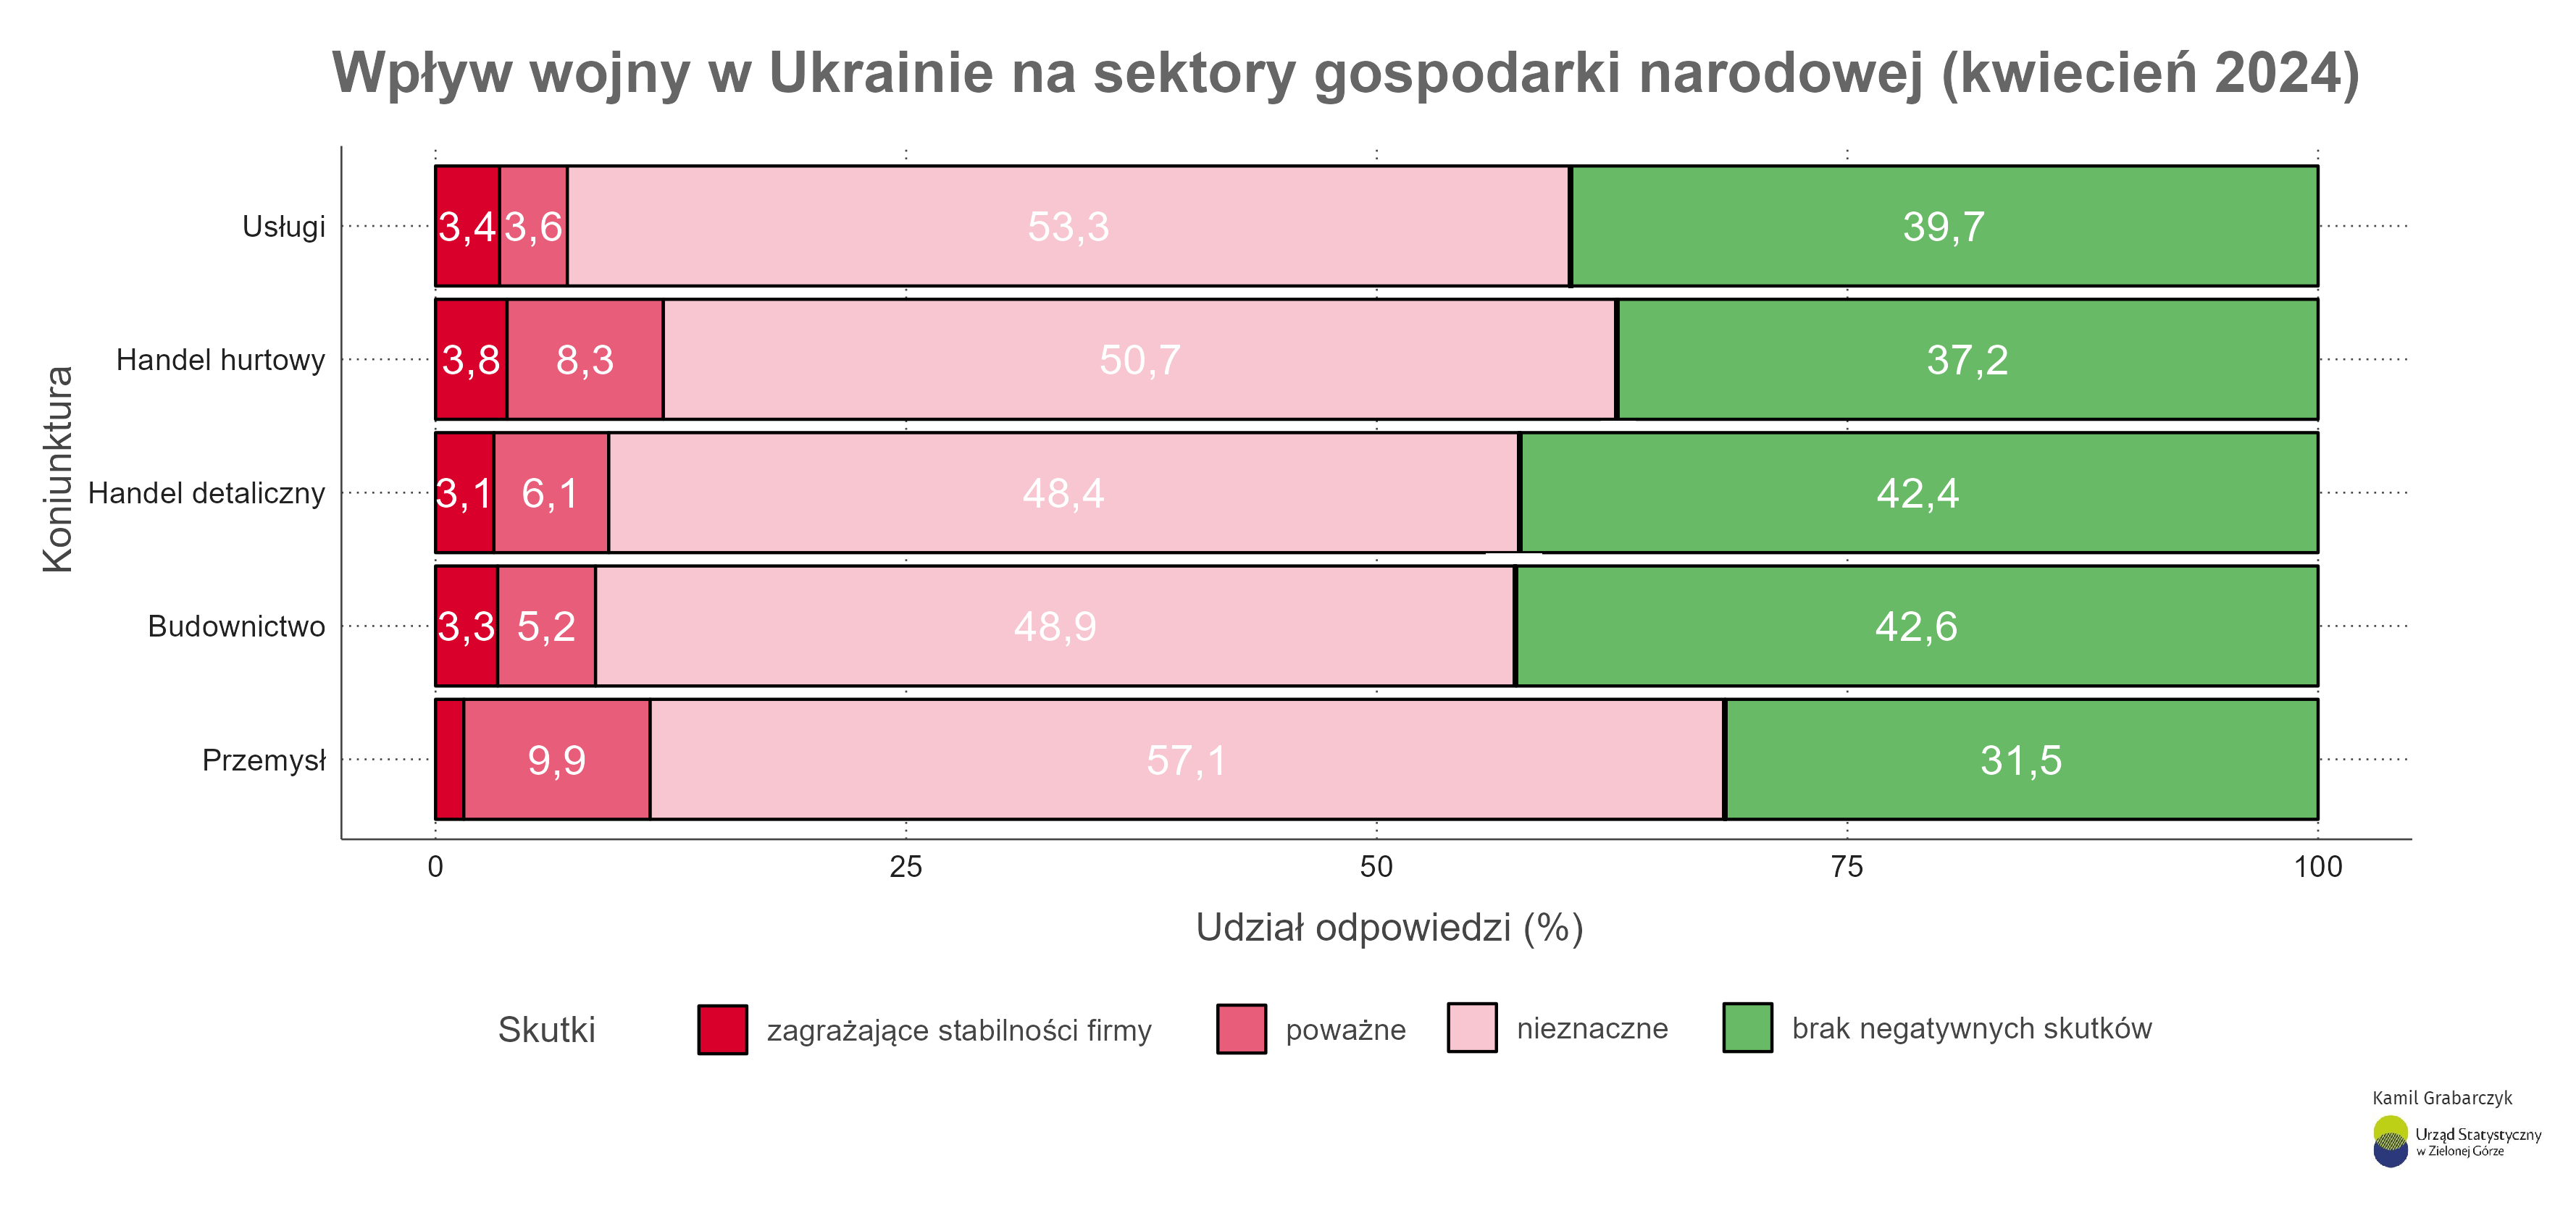 Wpływ wojny w Ukrainie na sektory gospodarki narodowej (kwiecień 2024)
Koniunktura
Usługi
3,4 3,6 53,3 39,7
Handel hurtowy
3,8 8,3 50,7 37,2
Handel detaliczny
3,1 6,1 48,4 42,4
Budownictwo
3,3 5,2 48,9 42,6
Przemysł
9,9 57,1 31,5
0 25 50 75 100
Udział odpowiedzi (%)
Skutki zagrażające stabilności firmy poważne nieznaczne brak negatywnych skutków
Kamil Grabarczyk
Urząd Statystyczny
w Zielonej Górze